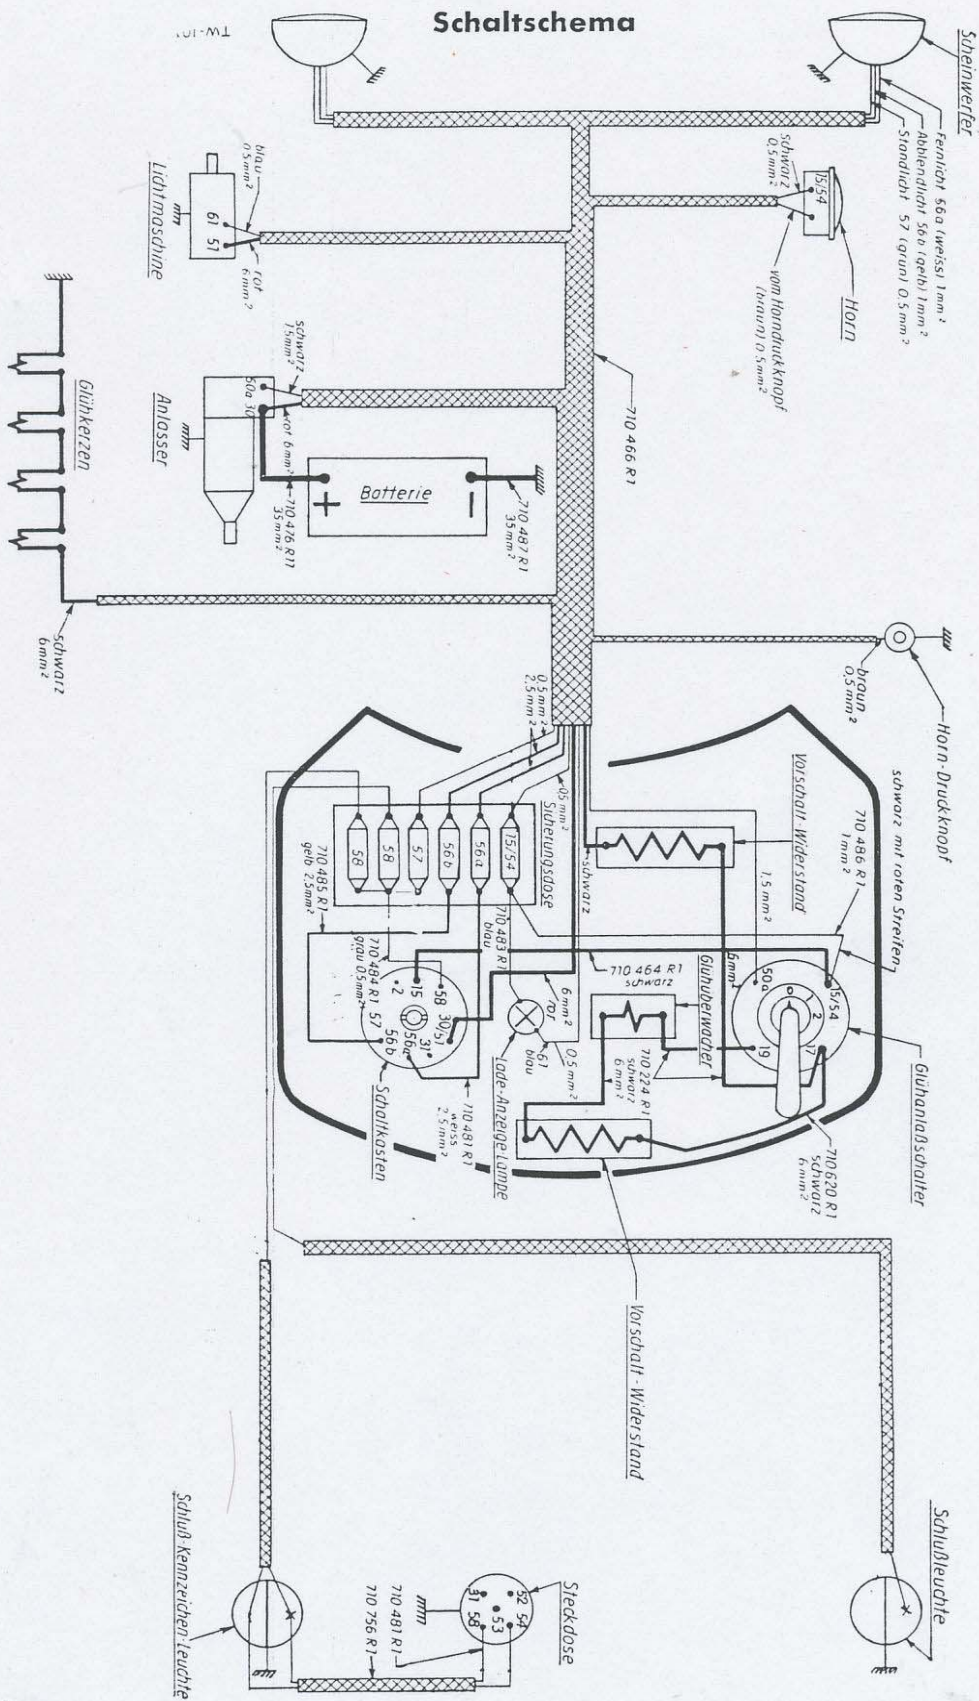 Schaltschema
Scheinwerfer
Fernlicht 56a (weiss) 1mm²
Abblendlicht 56b (gelb) 1mm²
Standlicht 57 (grün) 0,5mm²
15/54
schwarz
0,5mm²
Horn
vom Horndruckknopf
(braun) 0,5mm²
blau
0,5mm²
61
51
Lichtmaschine
rot
6mm²
710 466 R1
schwarz
15mm²
50a
30
rot 6mm²
Anlasser
Glühkerzen
Batterie
+
-
710 476 R11
35mm²
710 487 R1
35mm²
schwarz
6mm²
braun
0,5mm²
Horn-Druckknopf
0,5mm²
2,5mm²
0,5mm²
schwarz
Vorschalt-Widerstand
1,5mm²
710 486 R1
1mm²
schwarz mit roten Streifen
Sicherungsdose
58
58
57
56b
56a
15/54
710 485 R1
gelb 2,5mm²
710 484 R1
grau 0,5mm²
710 483 R1
blau
710 464 R1
schwarz
6mm²
rot
6mm²
Glühüberwacher
50a
15/54
0
1
2
17
19
Glühanlaßschalter
2
15
58
30/51
31
56a
56b
57
Schaltkasten
710 481 R1
weiss
2,5mm²
61
blau
0,5mm²
Lade-Anzeige-Lampe
710 224 R1
schwarz
6mm²
710 620 R1
schwarz
6mm²
Vorschalt-Widerstand
Schlußleuchte
Schluß-Kennzeichen-Leuchte
Steckdose
52
54
53
31
58
710 481 R1
710 756 R1